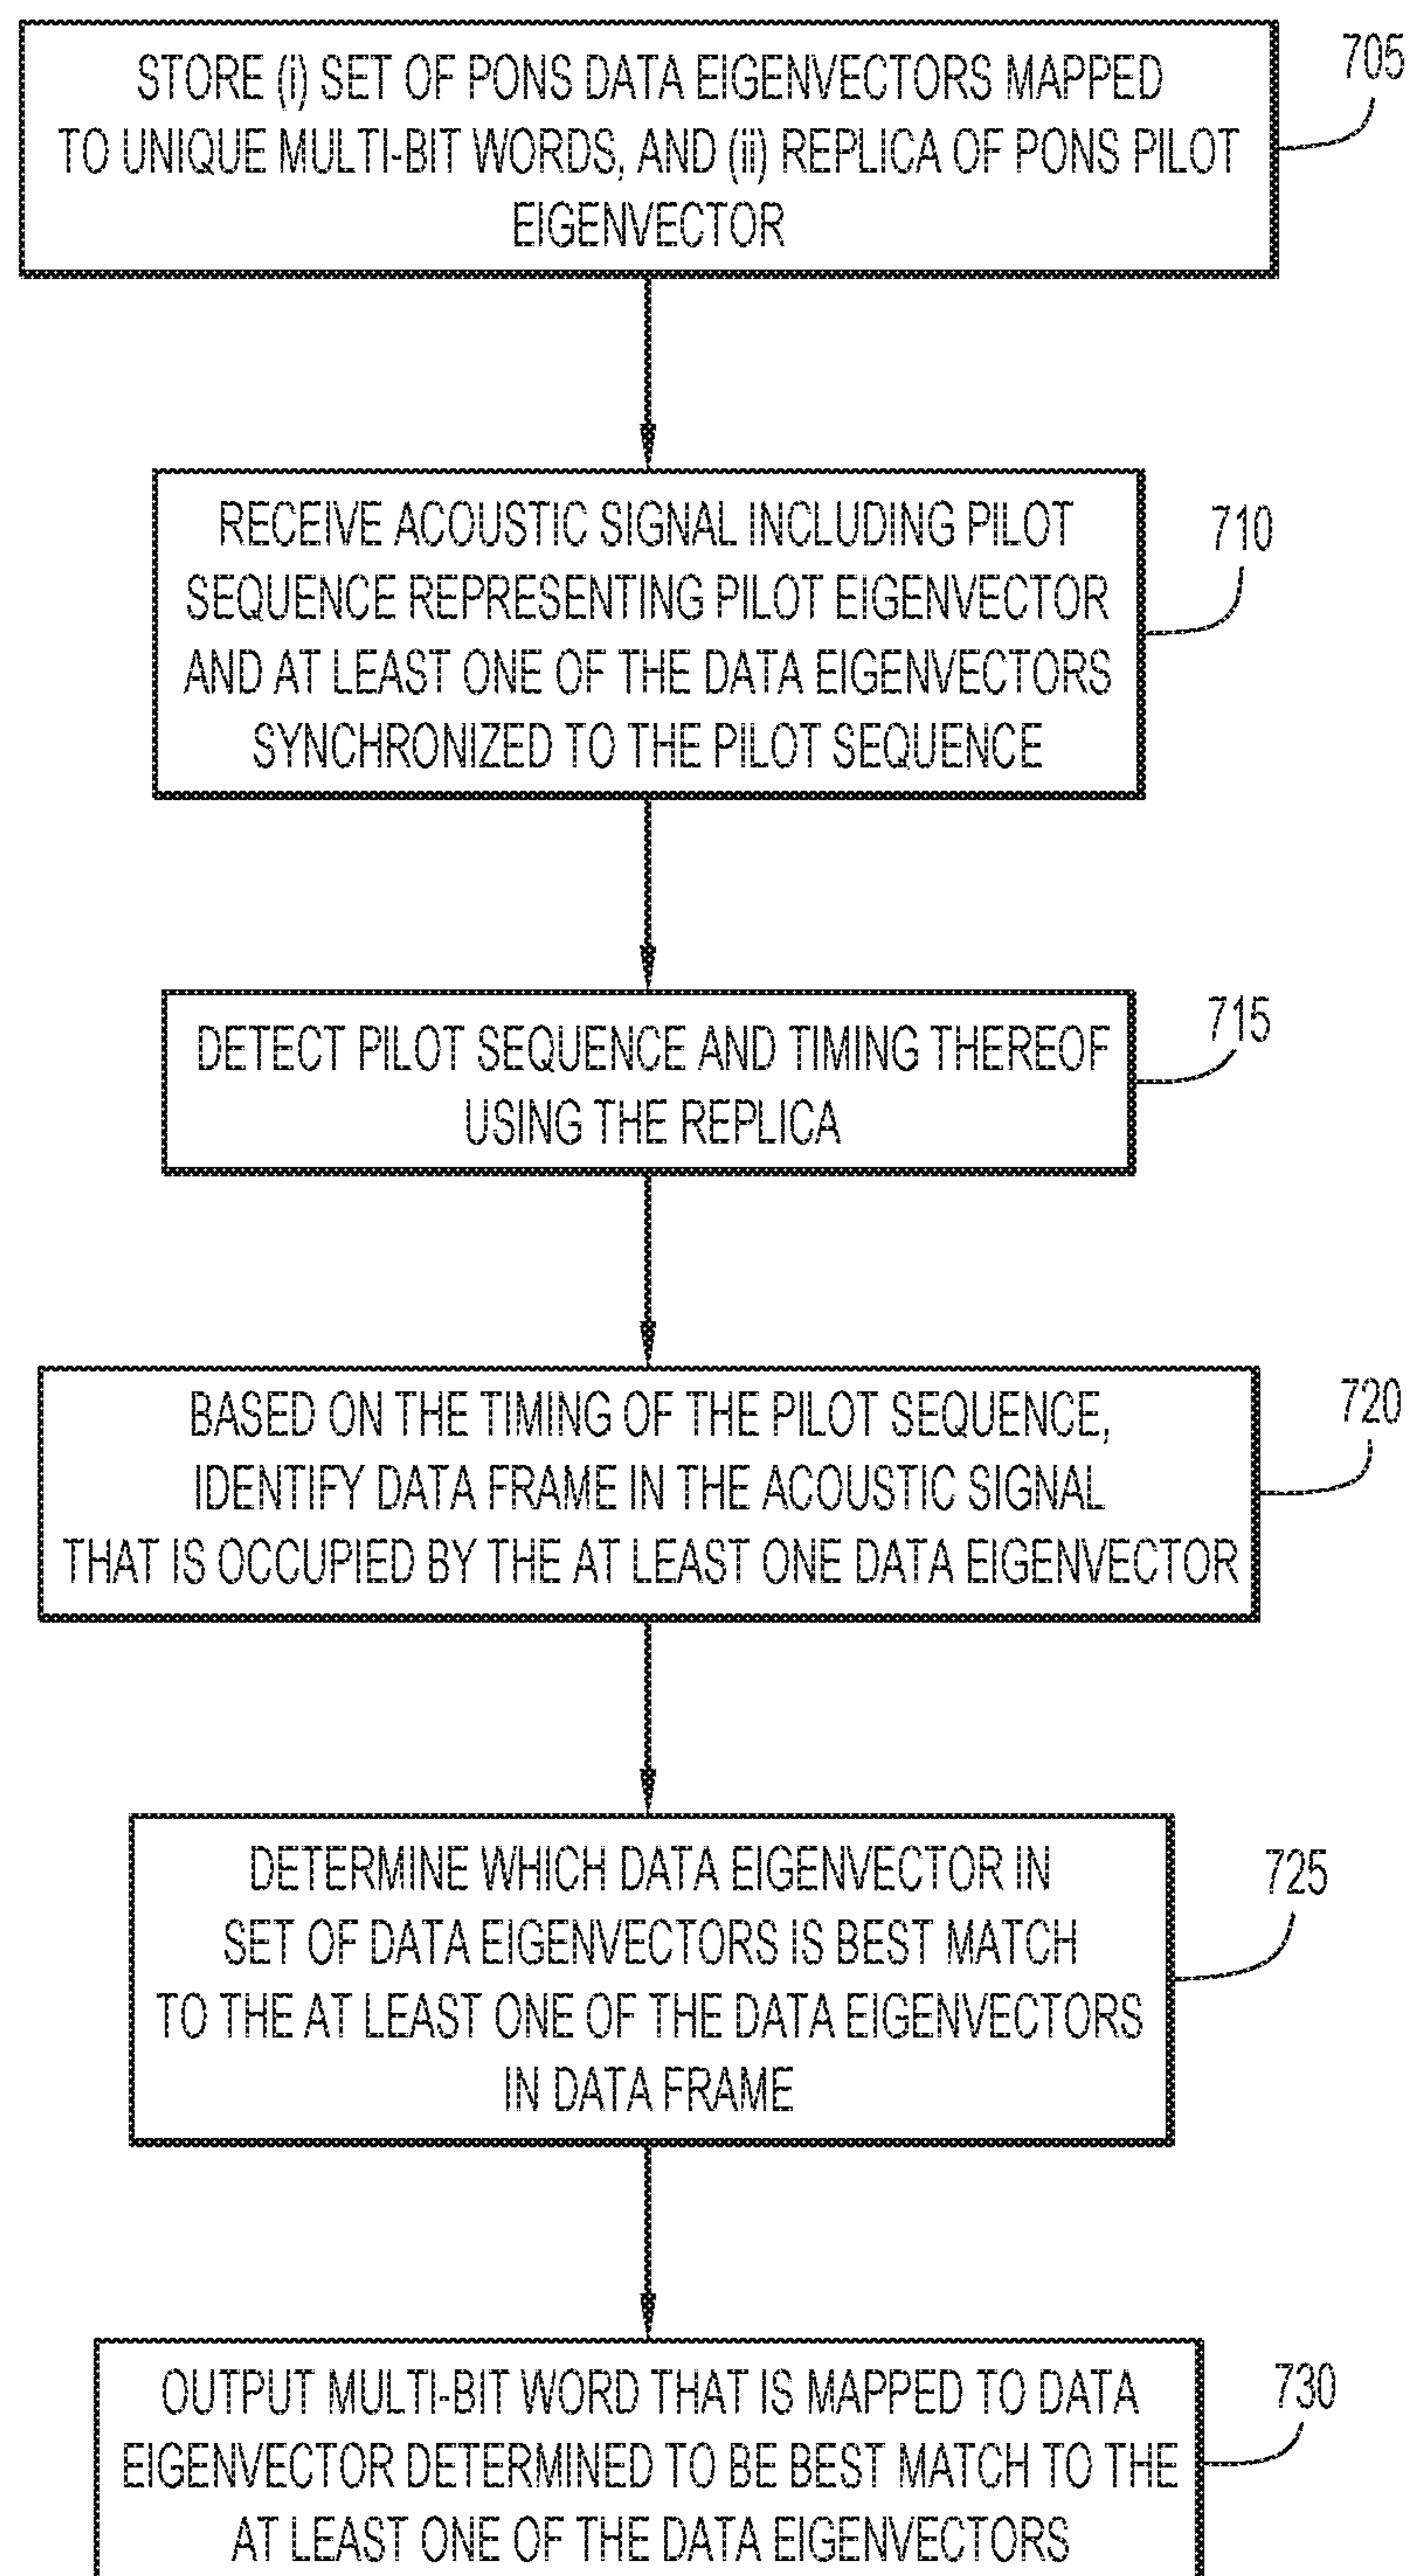 STORE (i) SET OF PONS DATA EIGENVECTORS MAPPED
TO UNIQUE MULTI-BIT WORDS, AND (ii) REPLICA OF PONS PILOT
EIGENVECTOR
705
RECEIVE ACOUSTIC SIGNAL INCLUDING PILOT
SEQUENCE REPRESENTING PILOT EIGENVECTOR
AND AT LEAST ONE OF THE DATA EIGENVECTORS
SYNCHRONIZED TO THE PILOT SEQUENCE
710
DETECT PILOT SEQUENCE AND TIMING THEREOF
USING THE REPLICA
715
BASED ON THE TIMING OF THE PILOT SEQUENCE,
IDENTIFY DATA FRAME IN THE ACOUSTIC SIGNAL
THAT IS OCCUPIED BY THE AT LEAST ONE DATA EIGENVECTOR
720
DETERMINE WHICH DATA EIGENVECTOR IN
SET OF DATA EIGENVECTORS IS BEST MATCH
TO THE AT LEAST ONE OF THE DATA EIGENVECTORS
IN DATA FRAME
725
OUTPUT MULTI-BIT WORD THAT IS MAPPED TO DATA
EIGENVECTOR DETERMINED TO BE BEST MATCH TO THE
AT LEAST ONE OF THE DATA EIGENVECTORS
730